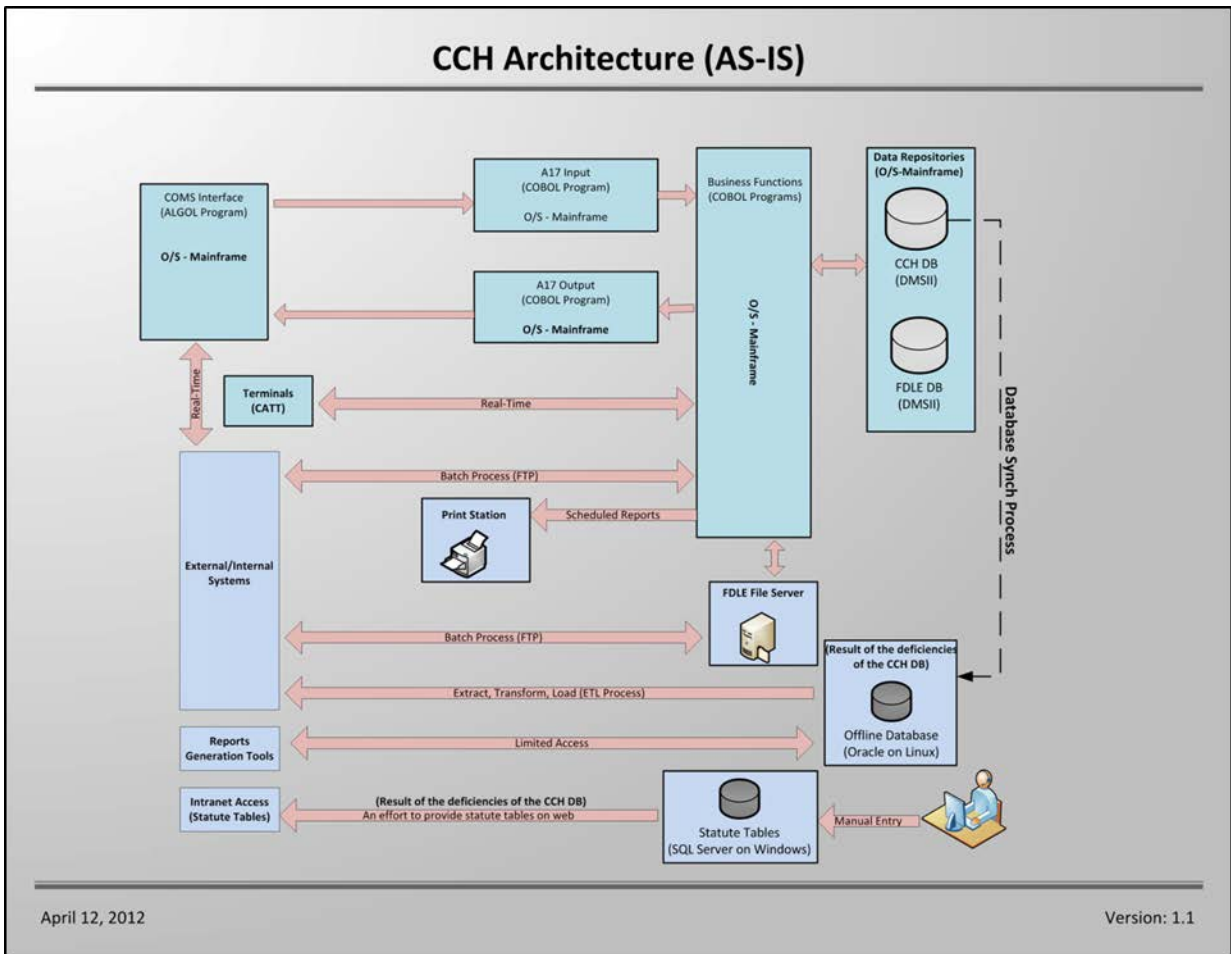 CCH Architecture (AS-IS)
COMS Interface
(ALGOL Program)
O/S - Mainframe
A17 Input
(COBOL Program)
O/S - Mainframe
A17 Output
(COBOL Program)
O/S - Mainframe
Business Functions
(COBOL Programs)
O/S - Mainframe
Data Repositories
(O/S-Mainframe)
CCH DB
(DMSII)
FDLE DB
(DMSII)
Database Synch Process
Real-Time
Terminals
(CATT)
Real-Time
External/Internal
Systems
Batch Process (FTP)
Print Station
Scheduled Reports
FDLE File Server
Batch Process (FTP)
(Result of the deficiencies
of the CCH DB)
Offline Database
(Oracle on Linux)
Extract, Transform, Load (ETL Process)
Reports
Generation Tools
Limited Access
Intranet Access
(Statute Tables)
(Result of the deficiencies of the CCH DB)
An effort to provide statute tables on web
Statute Tables
(SQL Server on Windows)
Manual Entry
April 12, 2012
Version: 1.1